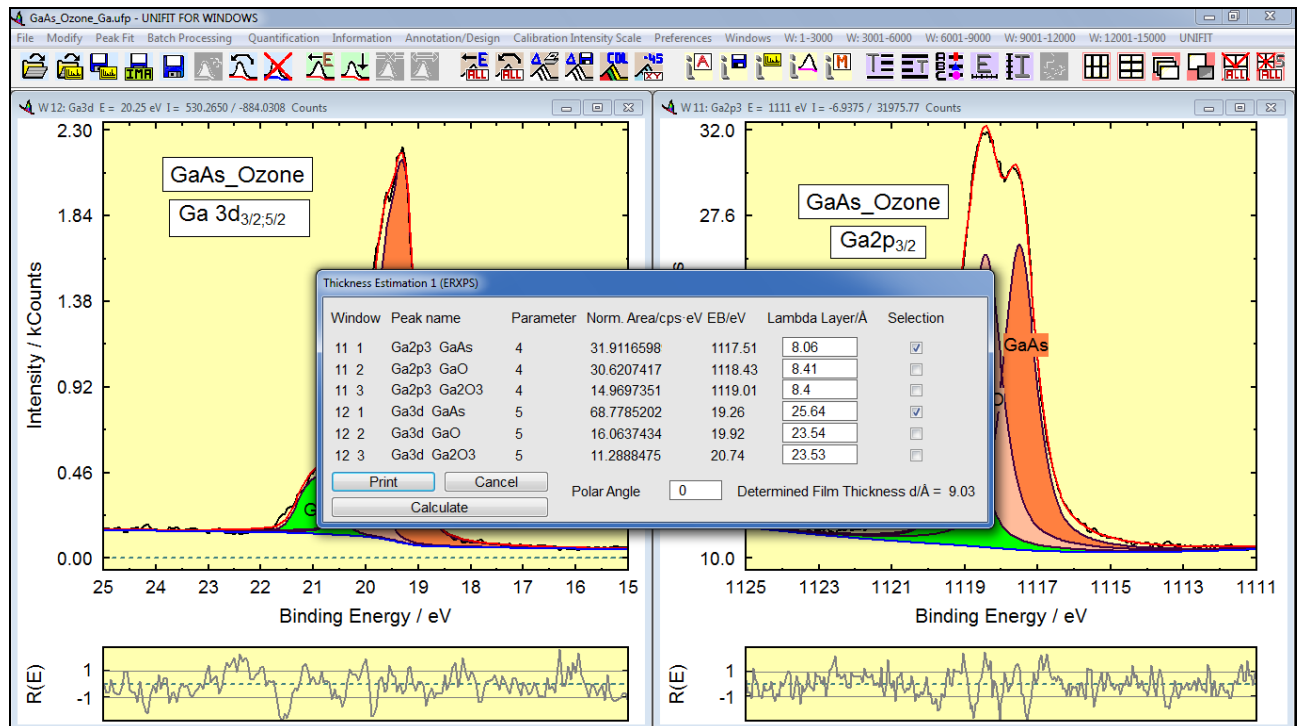 GaAs_Ozone_Ga.ufp - UNIFIT FOR WINDOWS
File Modify Peak Fit Batch Processing Quantification Information Annotation/Design Calibration Intensity Scale Preferences Windows W: 1-3000 W: 3001-6000 W: 6001-9000 W: 9001-12000 W: 12001-15000 UNIFIT
IMA E ALL ALL COL -45 XY A M E E ALL ALL
W 12: Ga3d E = 20.25 eV I = 530.2650 / -884.0308 Counts
2.30
1.84
1.38
0.92
0.46
0.00
Intensity / kCounts
GaAs_Ozone
Ga 3d3/2;5/2
25 24 23 22 21 20 19 18 17 16 15
Binding Energy / eV
R(E)
1
-1
W 11: Ga2p3 E = 1111 eV I = -6.9375 / 31975.77 Counts
32.0
27.6
10.0
GaAs_Ozone
Ga2p3/2
GaAs
1125 1123 1121 1119 1117 1115 1113 1111
Binding Energy / eV
R(E)
1
-1
Thickness Estimation 1 (ERXPS)
Window Peak name Parameter Norm. Area/cps·eV EB/eV Lambda Layer/Å Selection
11 1 Ga2p3 GaAs 4 31.9116598 1117.51 8.06
11 2 Ga2p3 GaO 4 30.6207417 1118.43 8.41
11 3 Ga2p3 Ga2O3 4 14.9697351 1119.01 8.4
12 1 Ga3d GaAs 5 68.7785202 19.26 25.64
12 2 Ga3d GaO 5 16.0637434 19.92 23.54
12 3 Ga3d Ga2O3 5 11.2888475 20.74 23.53
Print Cancel
Calculate
Polar Angle 0 Determined Film Thickness d/Å = 9.03